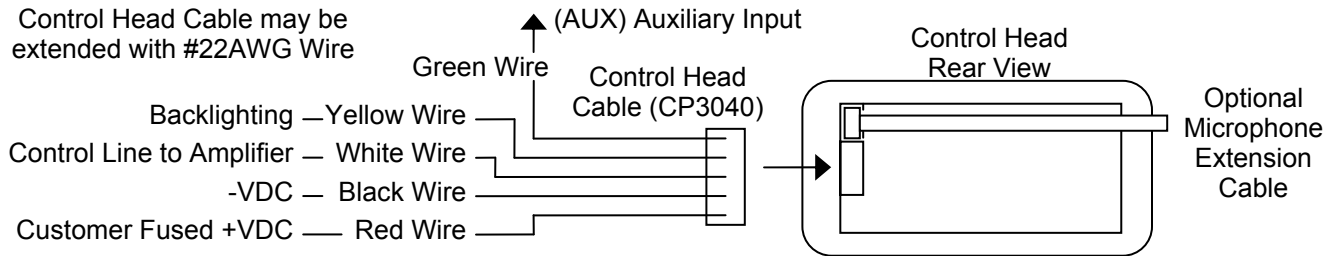 Control Head Cable may be
extended with #22AWG Wire
(AUX) Auxiliary Input
Green Wire
Control Head
Cable (CP3040)
Control Head
Rear View
Optional
Microphone
Extension
Cable
Backlighting — Yellow Wire
Control Line to Amplifier — White Wire
-VDC — Black Wire
Customer Fused +VDC — Red Wire